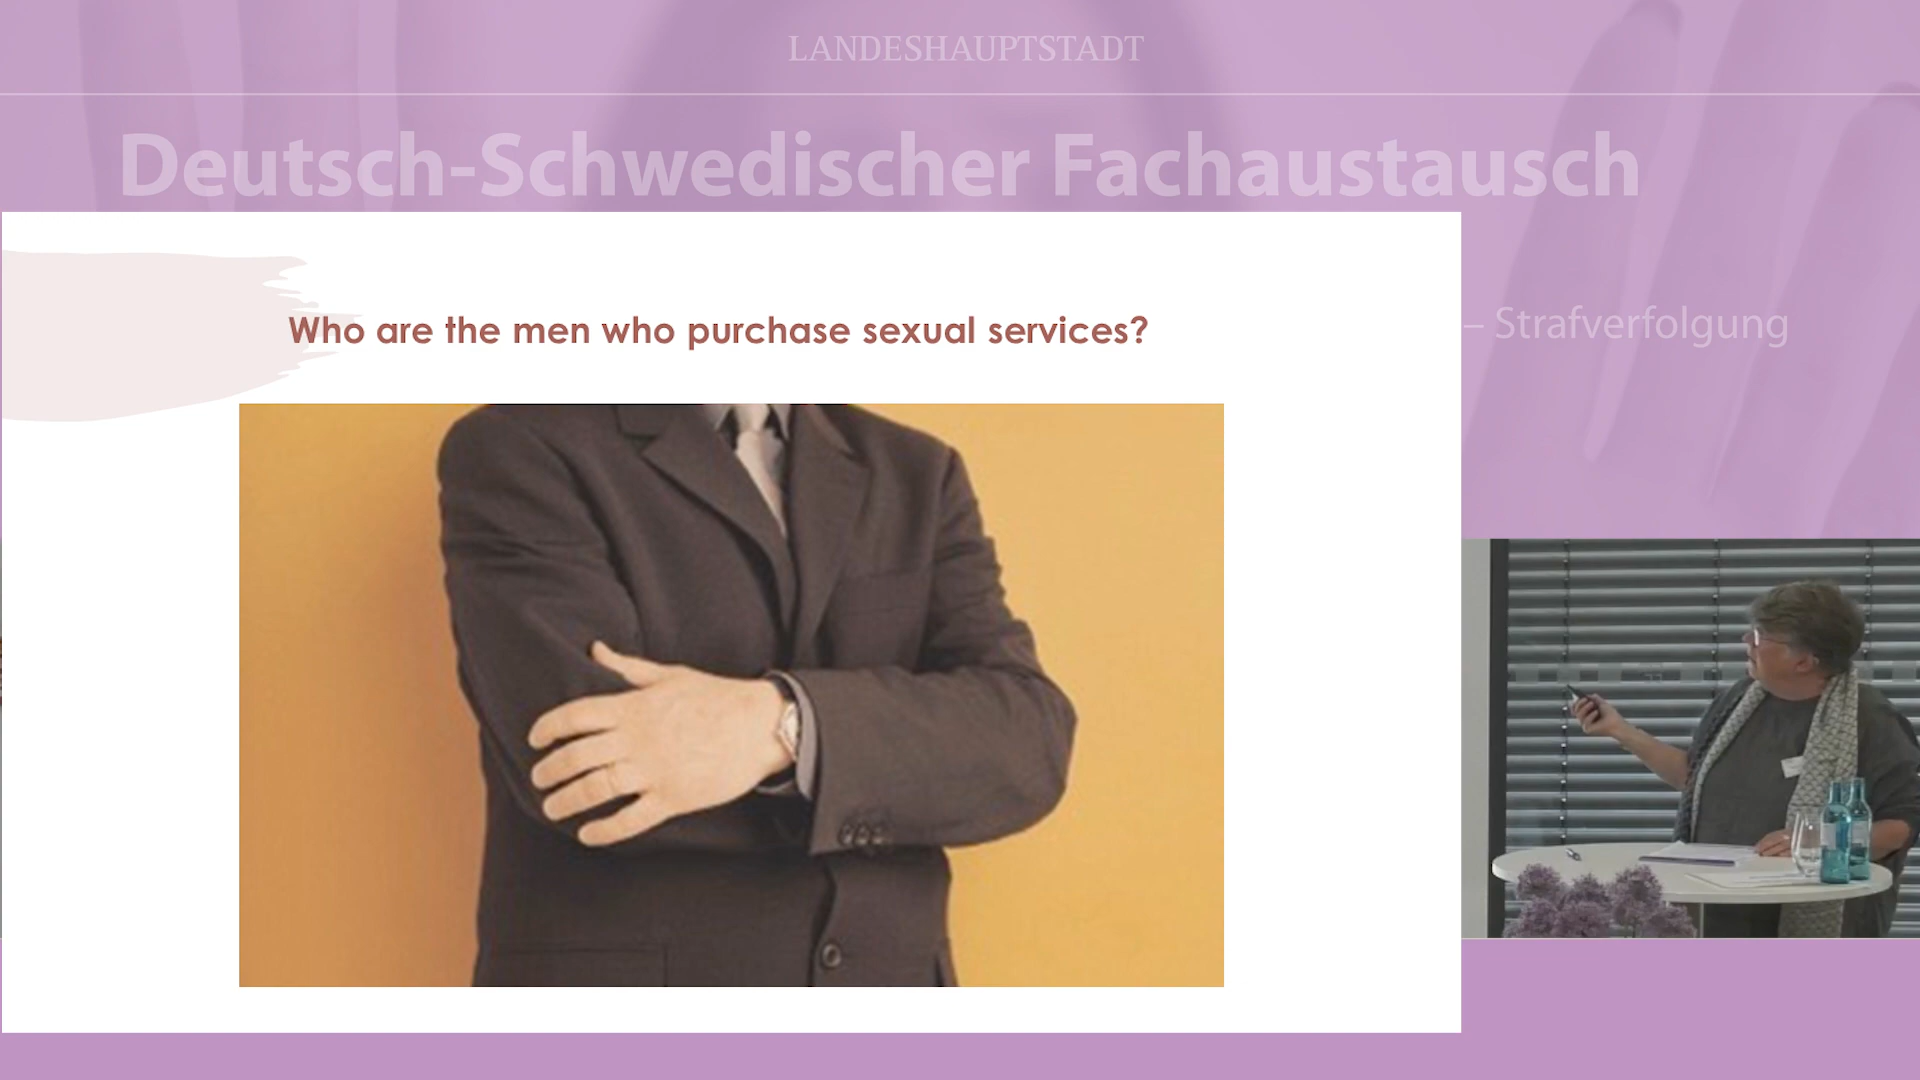 LANDESHAUPTSTADT
Deutsch-Schwedischer Fachaustausch
– Strafverfolgung
Who are the men who purchase sexual services?